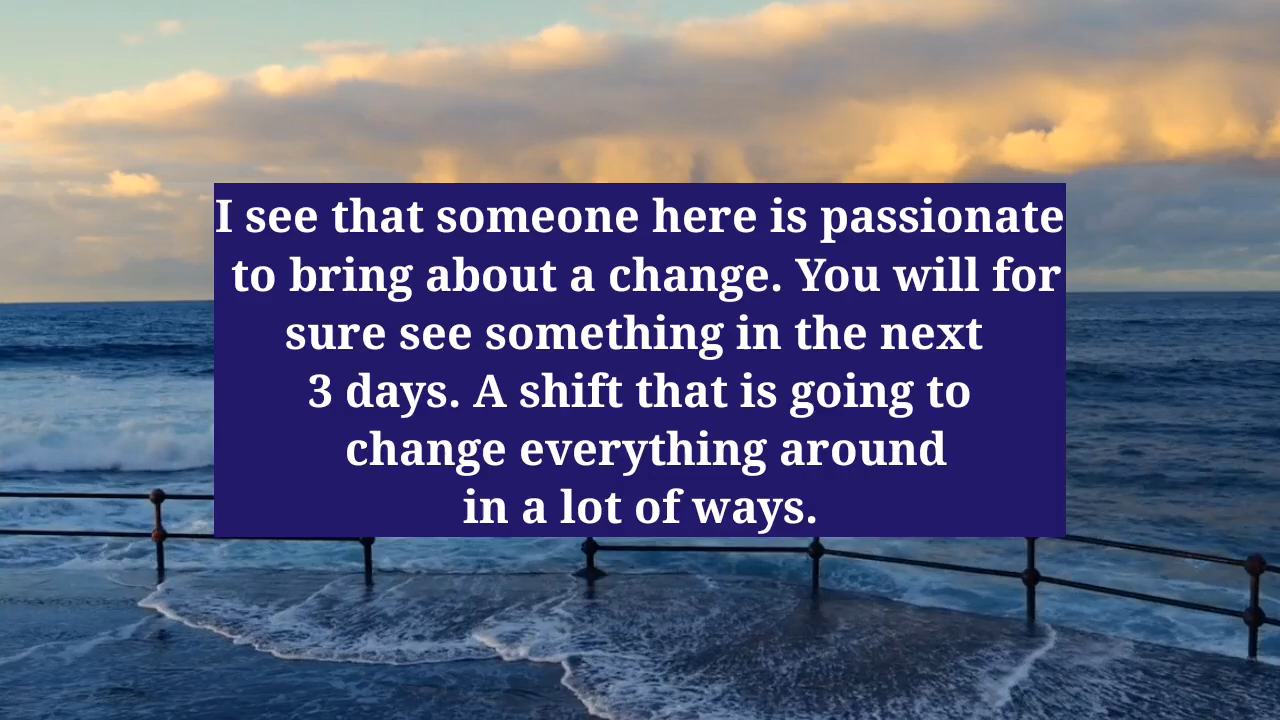 I see that someone here is passionate
to bring about a change. You will for
sure see something in the next
3 days. A shift that is going to
change everything around
in a lot of ways.